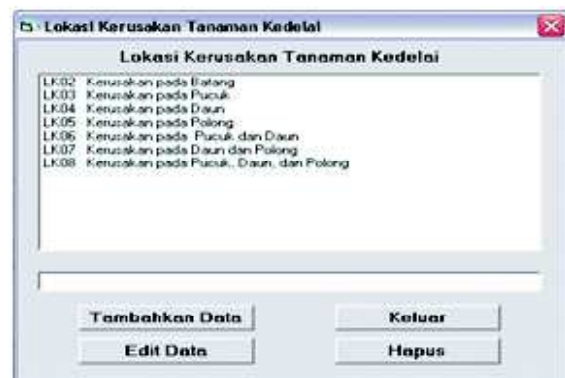 Lokasi Kerusakan Tanaman Kedelai
Lokasi Kerusakan Tanaman Kedelai
LK02 Kerusakan pada Batang
LK03 Kerusakan pada Pucuk
LK04 Kerusakan pada Daun
LK05 Kerusakan pada Polong
LK06 Kerusakan pada Pucuk dan Daun
LK07 Kerusakan pada Daun dan Polong
LK08 Kerusakan pada Pucuk, Daun, dan Polong
Tambahkan Data Keluar
Edit Data Hapus